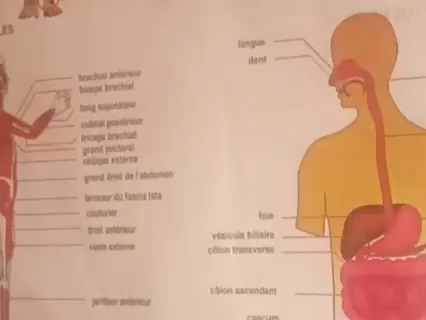 LES
brachial antérieur
biceps brachial
long supinateur
cubital postérieur
triceps brachial
grand pectoral
oblique externe
grand droit de l'abdomen
tenseur du fascia lata
couturier
droit antérieur
vaste externe
jambier antérieur
langue
dent
foie
vésicule biliaire
côlon transverse
côlon ascendant
caecum